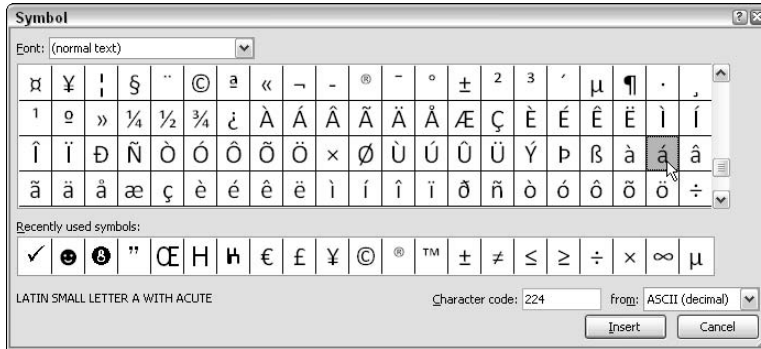 Symbol
Font: (normal text)
¤ ¥ ¦ § ¨ © ª « ¬ - ® ¯ ° ± ² ³ ´ µ ¶ · ¸
¹ º » ¼ ½ ¾ ¿ À Á Â Ã Ä Å Æ Ç È É Ê Ë Ì Í
Î Ï Ð Ñ Ò Ó Ô Õ Ö × Ø Ù Ú Û Ü Ý Þ ß à á â
ã ä å æ ç è é ê ë ì í î ï ð ñ ò ó ô õ ö ÷
Recently used symbols:
✓ ☻ ❽ ” Œ H € £ ¥ © ® ™ ± ≠ ≤ ≥ ÷ × ∞ µ
LATIN SMALL LETTER A WITH ACUTE Character code: 224 from: ASCII (decimal)
Insert Cancel